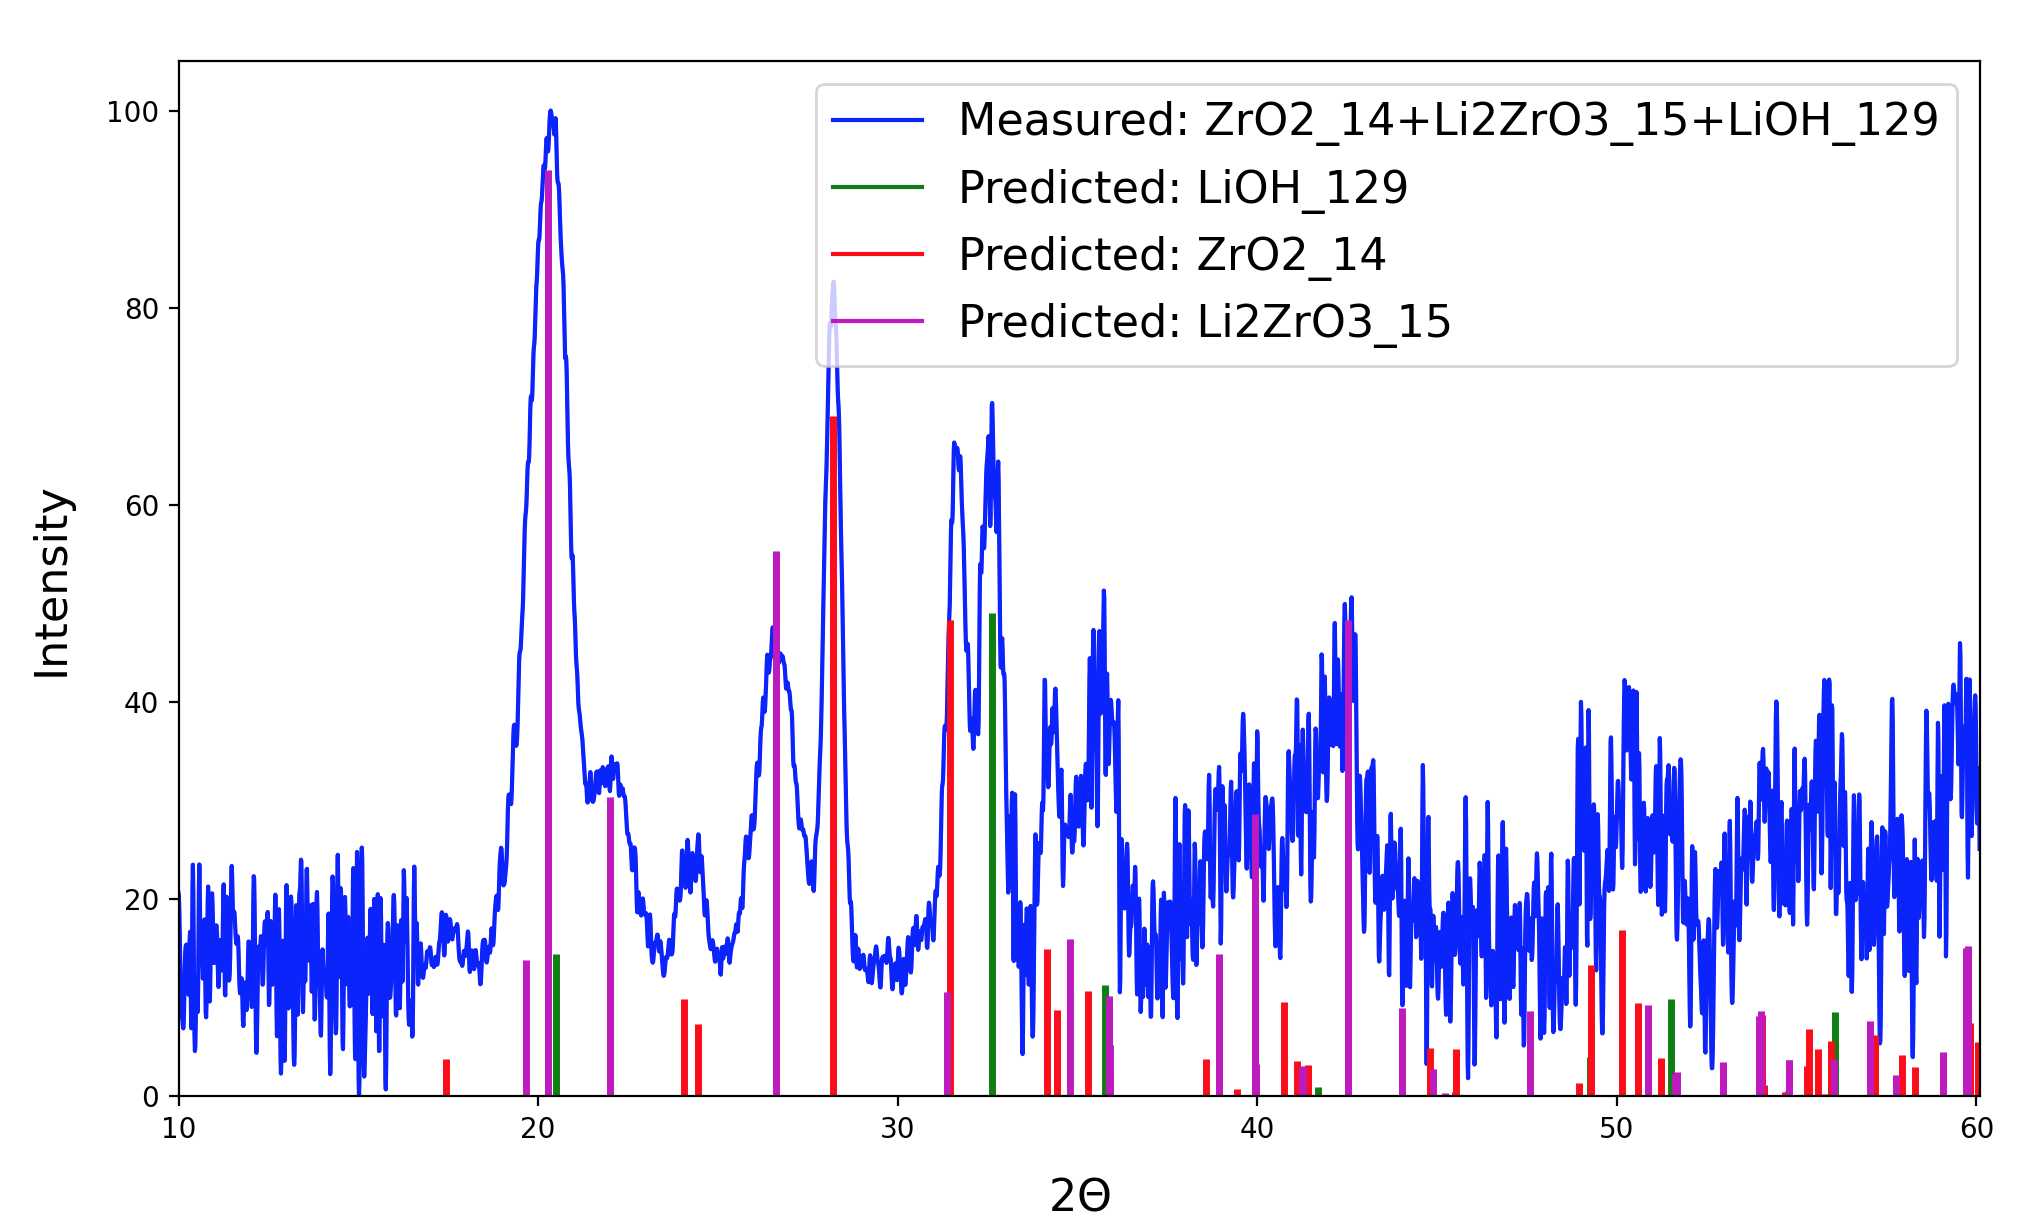 Measured: ZrO2_14+Li2ZrO3_15+LiOH_129
Predicted: LiOH_129
Predicted: ZrO2_14
Predicted: Li2ZrO3_15
Intensity
100
80
60
40
20
0
10 20 30 40 50 60
2Θ